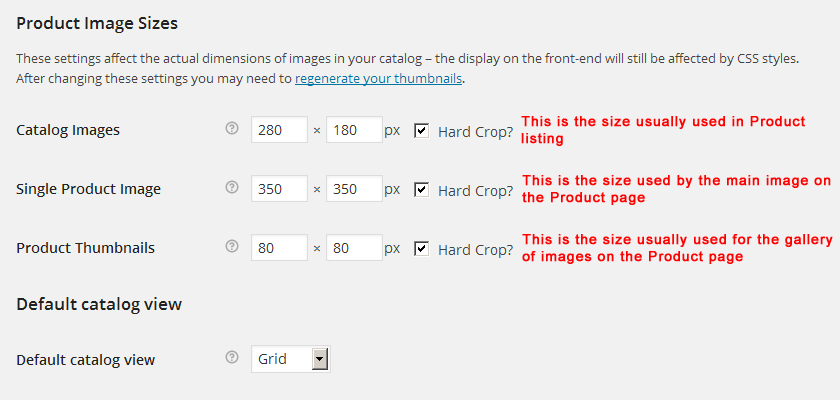 Product Image Sizes
These settings affect the actual dimensions of images in your catalog – the display on the front-end will still be affected by CSS styles.
After changing these settings you may need to regenerate your thumbnails.
Catalog Images ? 280 × 180 px Hard Crop? This is the size usually used in Product
listing
Single Product Image ? 350 × 350 px Hard Crop? This is the size used by the main image on
the Product page
Product Thumbnails ? 80 × 80 px Hard Crop? This is the size usually used for the gallery
of images on the Product page
Default catalog view
Default catalog view ? Grid